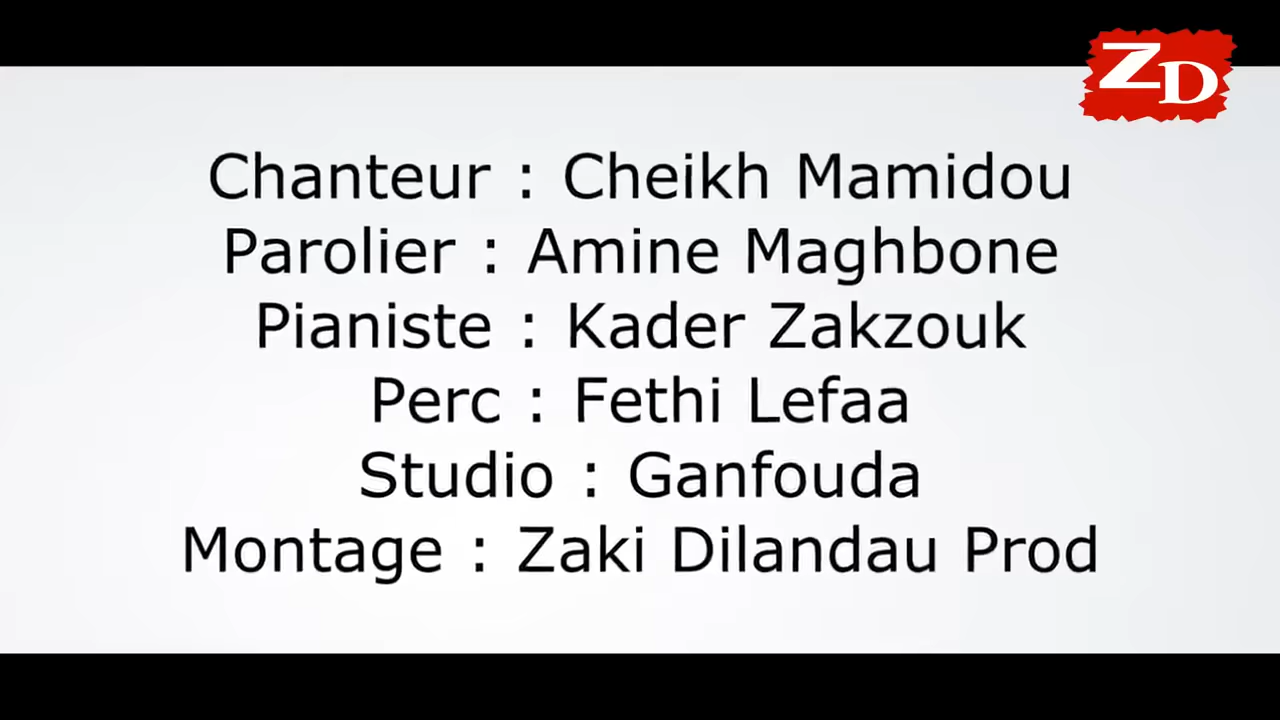 ZD
Chanteur : Cheikh Mamidou
Parolier : Amine Maghbone
Pianiste : Kader Zakzouk
Perc : Fethi Lefaa
Studio : Ganfouda
Montage : Zaki Dilandau Prod